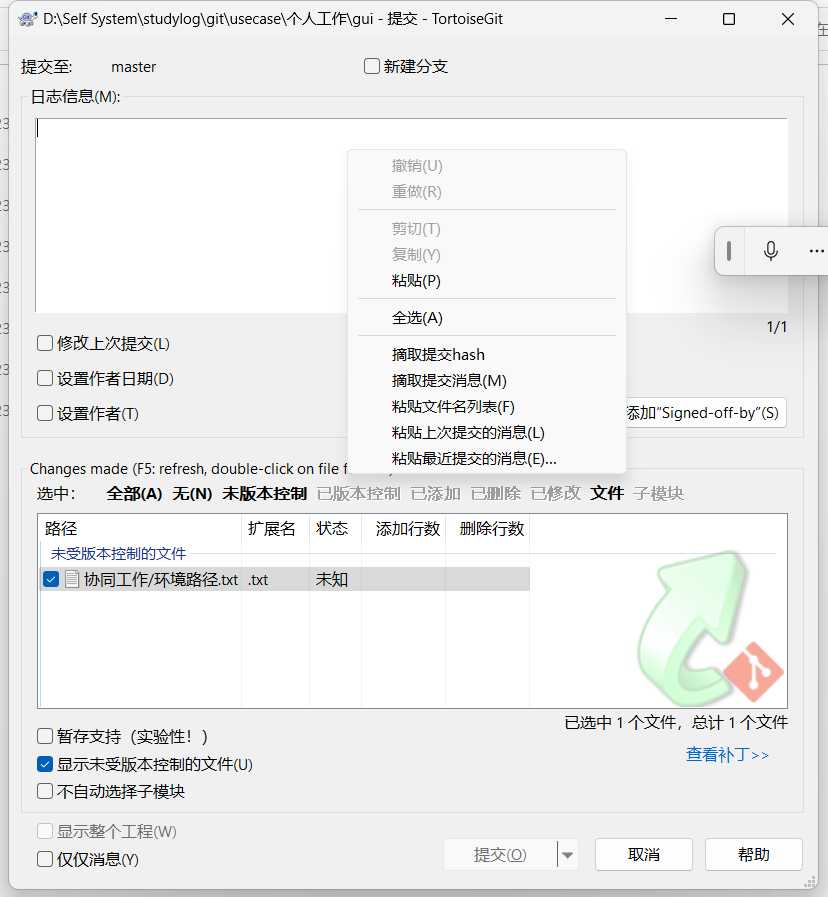 D:\Self System\studylog\git\usecase\个人工作\gui - 提交 - TortoiseGit
提交至: master 新建分支
日志信息(M):
撤销(U)
重做(R)
剪切(T)
复制(Y)
粘贴(P)
全选(A)
摘取提交hash
摘取提交消息(M)
粘贴文件名列表(F)
粘贴上次提交的消息(L)
粘贴最近提交的消息(E)...
1/1
修改上次提交(L)
设置作者日期(D)
设置作者(T)
添加"Signed-off-by"(S)
Changes made (F5: refresh, double-click on file f
选中: 全部(A) 无(N) 未版本控制 已版本控制 已添加 已删除 已修改 文件 子模块
路径 扩展名 状态 添加行数 删除行数
未受版本控制的文件
协同工作/环境路径.txt .txt 未知
已选中 1 个文件，总计 1 个文件
暂存支持（实验性！）
查看补丁>>
显示未受版本控制的文件(U)
不自动选择子模块
显示整个工程(W)
仅仅消息(Y)
提交(O) 取消 帮助